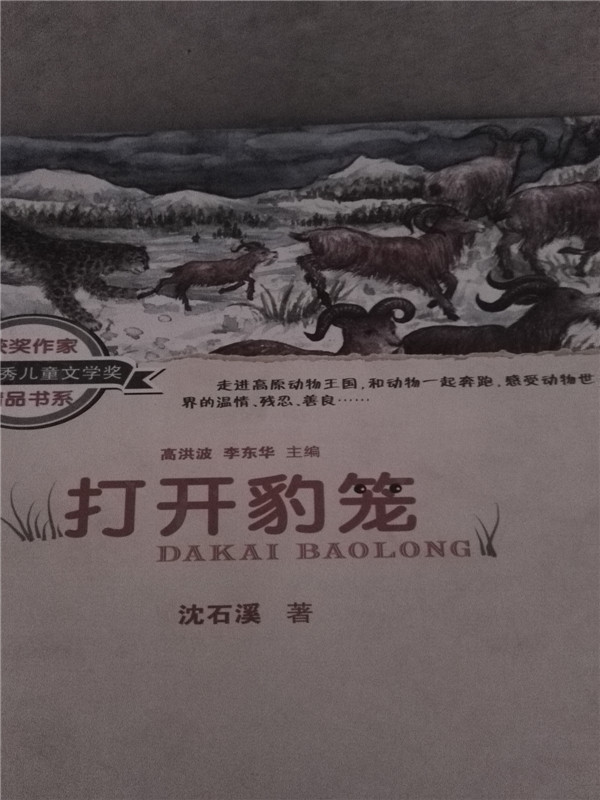 获奖作家
秀儿童文学奖
精品书系
走进高原动物王国，和动物一起奔跑，感受动物世
界的温情、残忍、善良……
高洪波 李东华 主编
打开豹笼
DAKAI BAOLONG
沈石溪 著